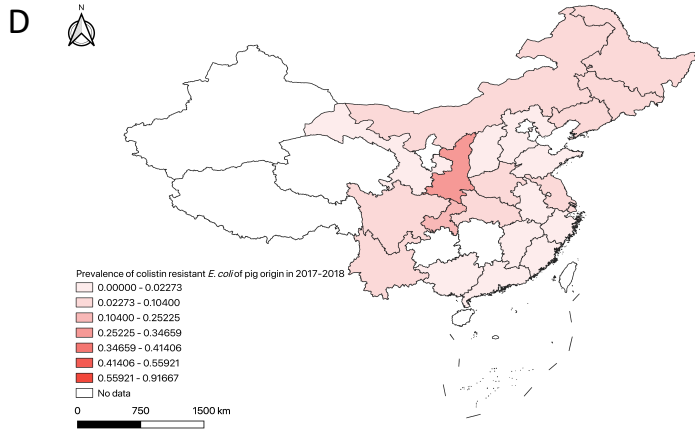 D
N
Prevalence of colistin resistant E. coli of pig origin in 2017-2018
0.00000 - 0.02273
0.02273 - 0.10400
0.10400 - 0.25225
0.25225 - 0.34659
0.34659 - 0.41406
0.41406 - 0.55921
0.55921 - 0.91667
No data
0 750 1500 km